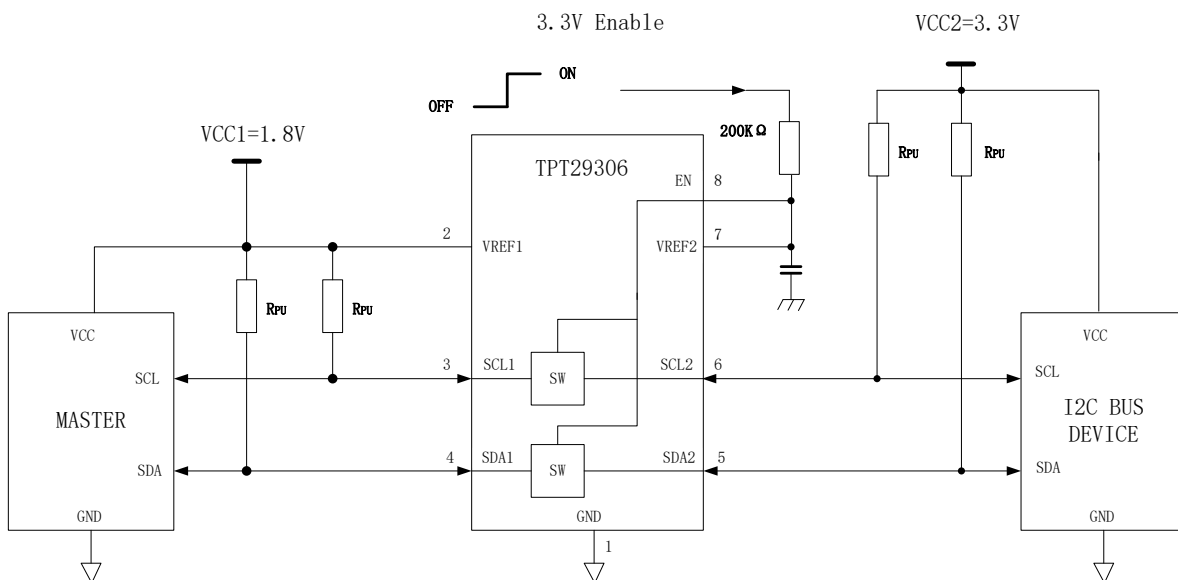 3.3V Enable
VCC2=3.3V
ON
OFF
VCC1=1.8V
200KΩ
RPU
RPU
TPT29306
EN
8
2
VREF1
VREF2
7
RPU
RPU
VCC
VCC
SCL
3
SCL1
SW
SCL2
6
SCL
MASTER
I2C BUS
DEVICE
SDA
4
SDA1
SW
SDA2
5
SDA
GND
GND
GND
1